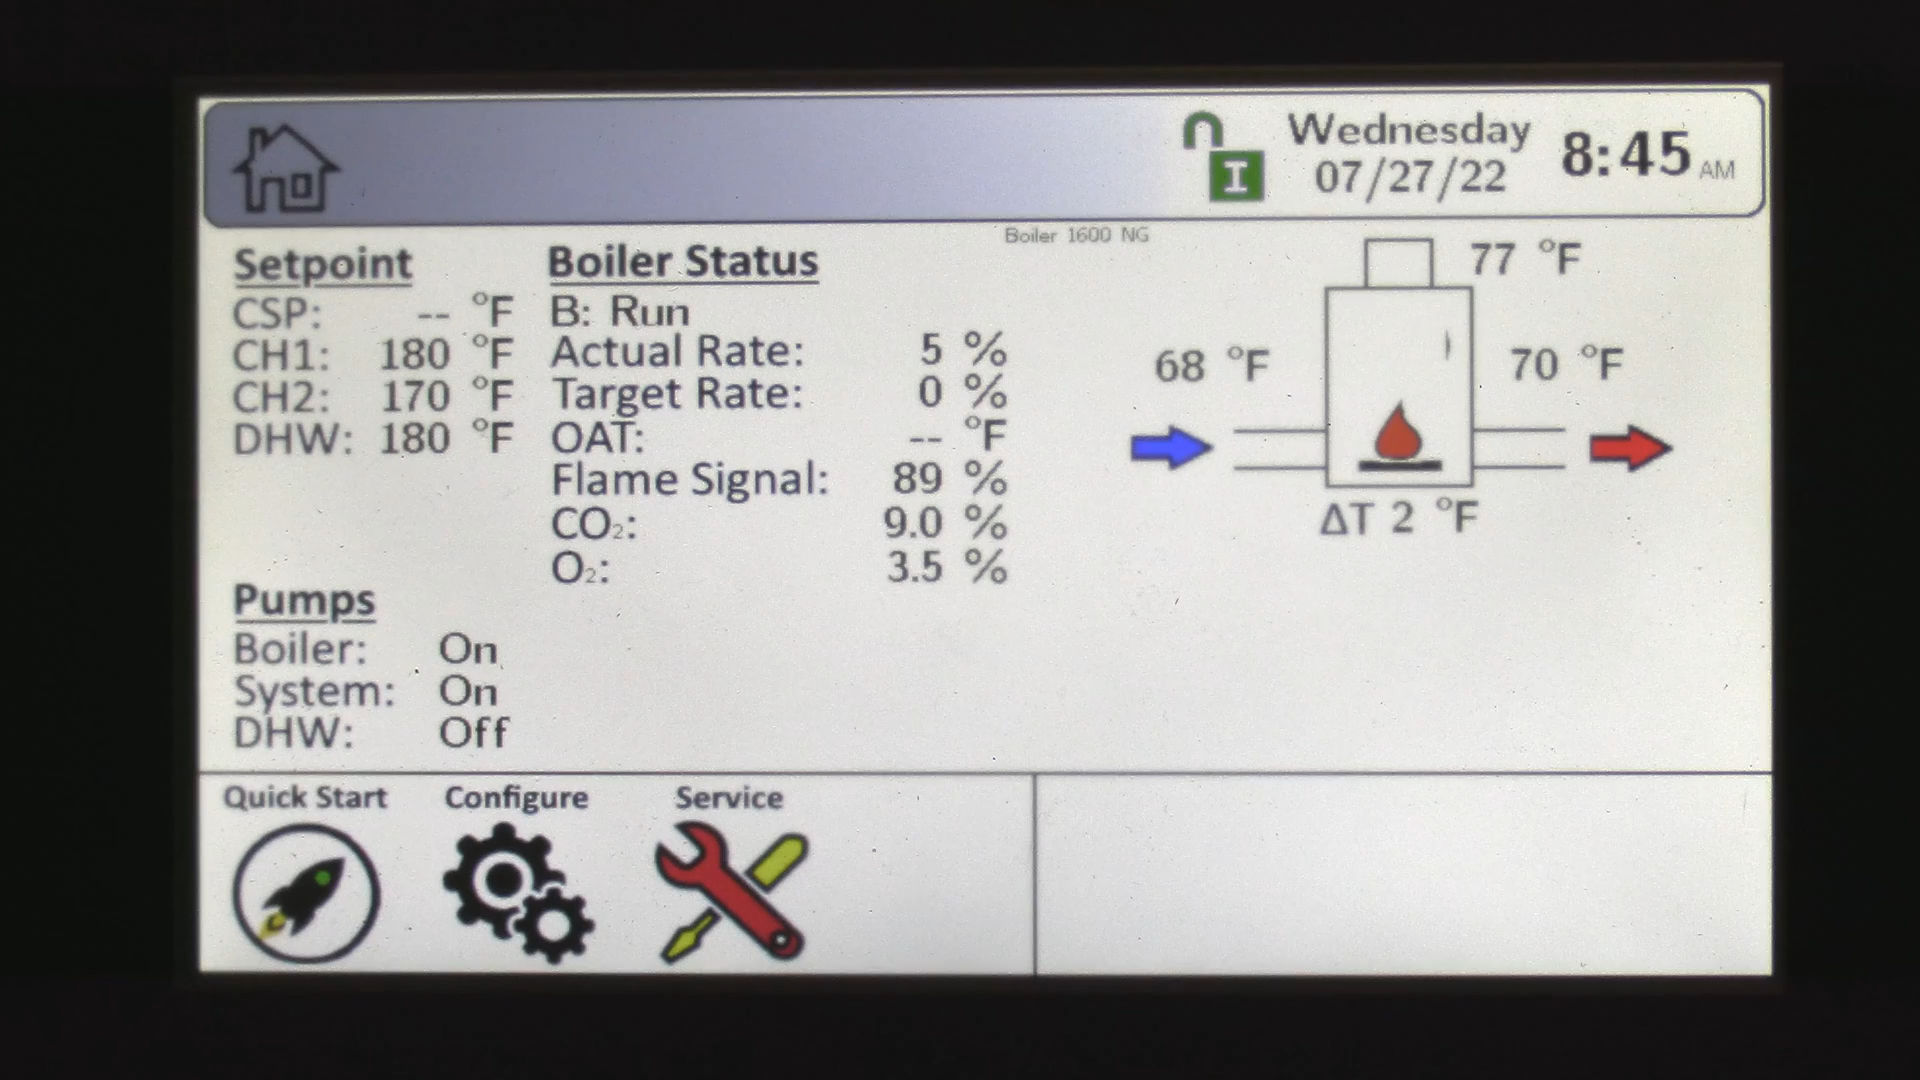 Wednesday
07/27/22
8:45 AM
I
Boiler 1600 NG
Setpoint
CSP: -- °F
CH1: 180 °F
CH2: 170 °F
DHW: 180 °F
Boiler Status
B: Run
Actual Rate: 5 %
Target Rate: 0 %
OAT: -- °F
Flame Signal: 89 %
CO₂: 9.0 %
O₂: 3.5 %
77 °F
68 °F
70 °F
ΔT 2 °F
Pumps
Boiler: On
System: On
DHW: Off
Quick Start
Configure
Service